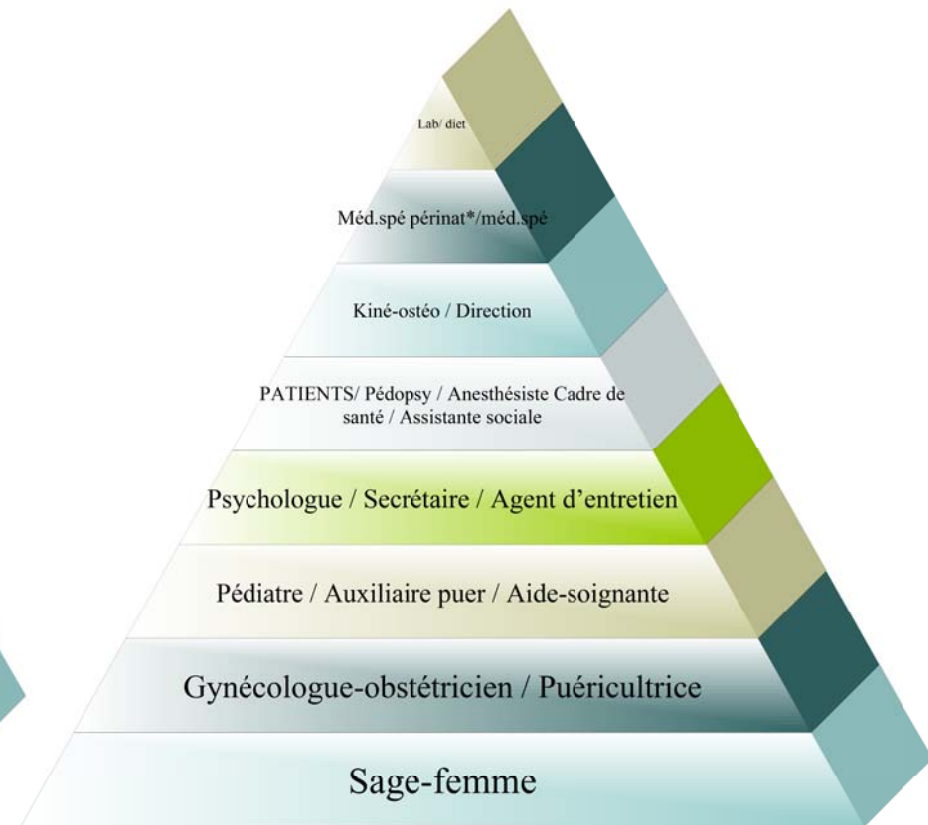 Lab/ diet
Méd.spé périnat*/méd.spé
Kiné-ostéo / Direction
PATIENTS/ Pédopsy / Anesthésiste Cadre de
santé / Assistante sociale
Psychologue / Secrétaire / Agent d’entretien
Pédiatre / Auxiliaire puer / Aide-soignante
Gynécologue-obstétricien / Puéricultrice
Sage-femme